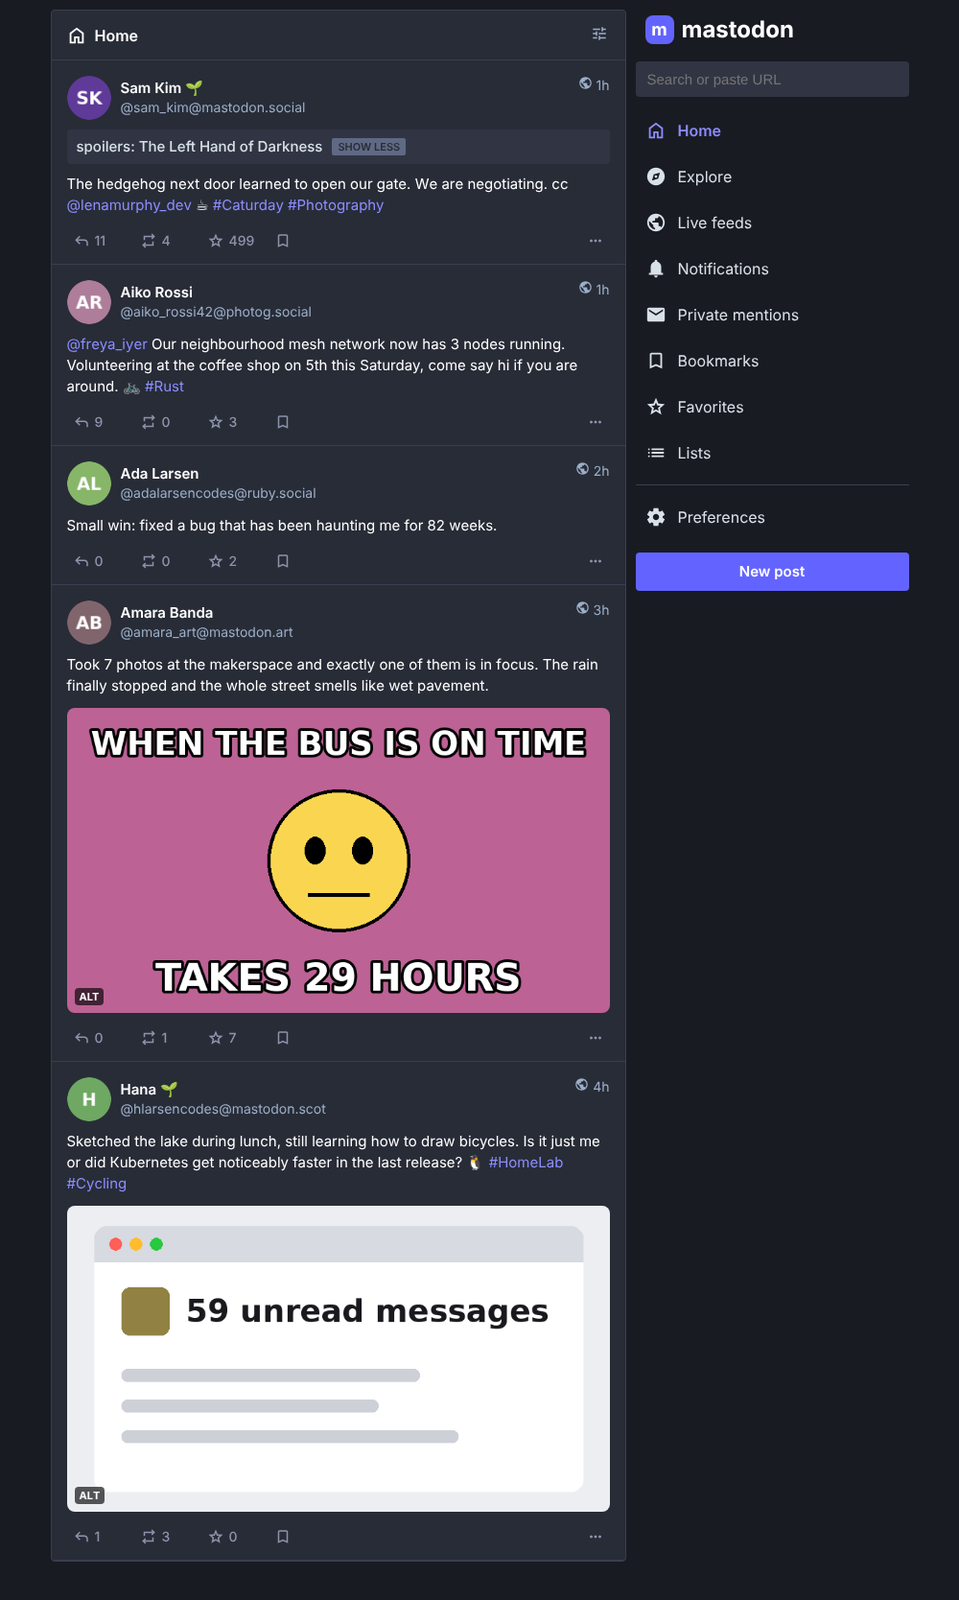 Home
SK
Sam Kim 🌱
1h
@sam_kim@mastodon.social
spoilers: The Left Hand of Darkness SHOW LESS
The hedgehog next door learned to open our gate. We are negotiating. cc
@lenamurphy_dev ☕ #Caturday #Photography
11 4 499
AR
Aiko Rossi
1h
@aiko_rossi42@photog.social
@freya_iyer Our neighbourhood mesh network now has 3 nodes running.
Volunteering at the coffee shop on 5th this Saturday, come say hi if you are
around. 🚲 #Rust
9 0 3
AL
Ada Larsen
2h
@adalarsencodes@ruby.social
Small win: fixed a bug that has been haunting me for 82 weeks.
0 0 2
AB
Amara Banda
3h
@amara_art@mastodon.art
Took 7 photos at the makerspace and exactly one of them is in focus. The rain
finally stopped and the whole street smells like wet pavement.
WHEN THE BUS IS ON TIME
TAKES 29 HOURS
ALT
0 1 7
H
Hana 🌱
4h
@hlarsencodes@mastodon.scot
Sketched the lake during lunch, still learning how to draw bicycles. Is it just me
or did Kubernetes get noticeably faster in the last release? 🐧 #HomeLab
#Cycling
59 unread messages
ALT
1 3 0
m mastodon
Search or paste URL
Home
Explore
Live feeds
Notifications
Private mentions
Bookmarks
Favorites
Lists
Preferences
New post